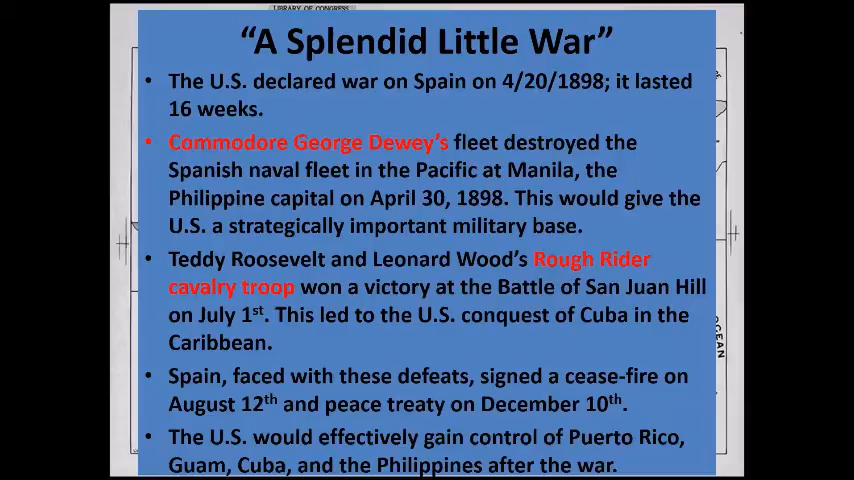 LIBRARY OF CONGRESS
“A Splendid Little War”
• The U.S. declared war on Spain on 4/20/1898; it lasted
16 weeks.
• Commodore George Dewey’s fleet destroyed the
Spanish naval fleet in the Pacific at Manila, the
Philippine capital on April 30, 1898. This would give the
U.S. a strategically important military base.
• Teddy Roosevelt and Leonard Wood’s Rough Rider
cavalry troop won a victory at the Battle of San Juan Hill
on July 1st. This led to the U.S. conquest of Cuba in the
Caribbean.
• Spain, faced with these defeats, signed a cease-fire on
August 12th and peace treaty on December 10th.
• The U.S. would effectively gain control of Puerto Rico,
Guam, Cuba, and the Philippines after the war.
OCEAN